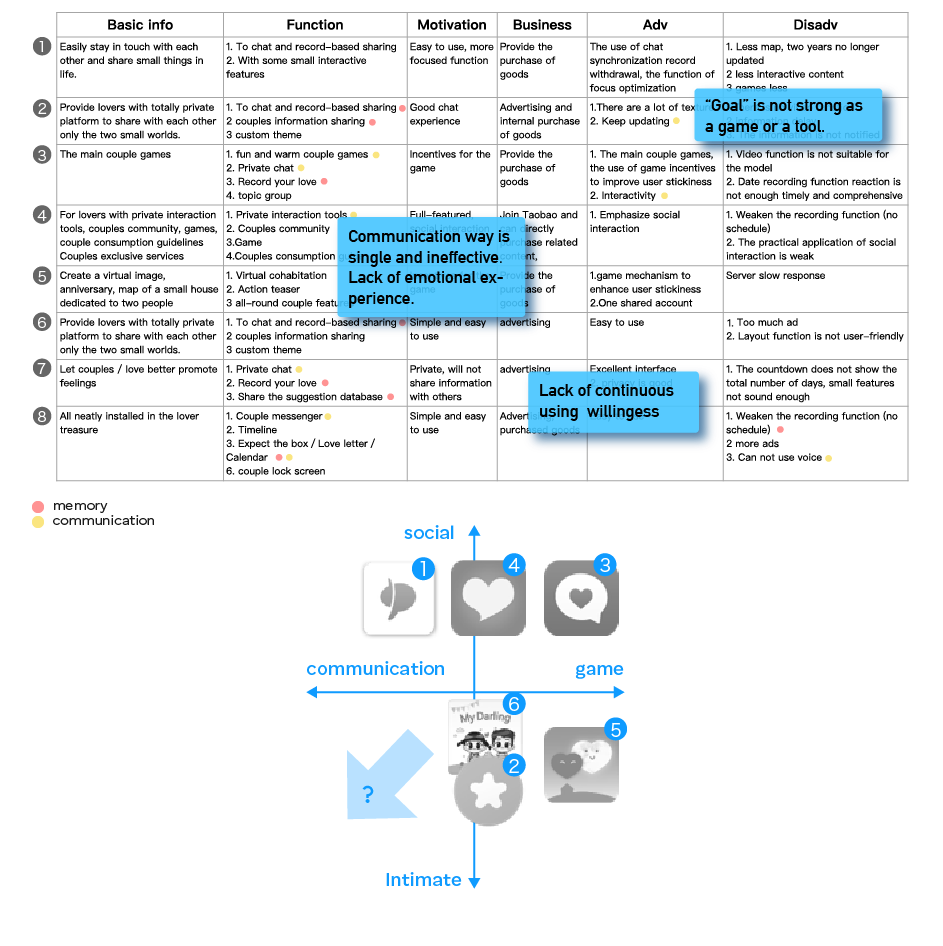 Basic info
Function
Motivation
Business
Adv
Disadv
1
Easily stay in touch with each
other and share small things in
life.
1. To chat and record-based sharing
2. With some small interactive
features
Easy to use, more
focused function
Provide the
purchase of
goods
The use of chat
synchronization record
withdrawal, the function of
focus optimization
1. Less map, two years no longer
updated
2 less interactive content
3 games less
2
Provide lovers with totally private
platform to share with each other
only the two small worlds.
1. To chat and record-based sharing
2 couples information sharing
3 custom theme
Good chat
experience
Advertising and
internal purchase
of goods
1.There are a lot of
2. Keep updating
2 information
3. The information is not notified
"Goal" is not strong as
a game or a tool.
3
The main couple games
1. fun and warm couple games
2. Private chat
3. Record your love
4. topic group
Incentives for the
game
Provide the
purchase of
goods
1. The main couple games,
the use of game incentives
to improve user stickiness
2. Interactivity
1. Video function is not suitable for
the model
2. Date recording function reaction is
not enough timely and comprehensive
4
For lovers with private interaction
tools, couples community, games,
couple consumption guidelines
Couples exclusive services
1. Private interaction tools
2. Couples community
3.Game
4.Couples consumption
Full-featured,
social interaction
Join Taobao and
can directly
purchase related
content,
1. Emphasize social
interaction
1. Weaken the recording function (no
schedule)
2. The practical application of social
interaction is weak
Communication way is
single and ineffective.
Lack of emotional ex-
perience.
5
Create a virtual image,
anniversary, map of a small house
dedicated to two people
1. Virtual cohabitation
2. Action teaser
3 all-round couple
game
Provide the
purchase of
goods
1.game mechanism to
enhance user stickiness
2.One shared account
Server slow response
6
Provide lovers with totally private
platform to share with each other
only the two small worlds.
1. To chat and record-based sharing
2 couples information sharing
3 custom theme
Simple and easy
to use
advertising
Easy to use
1. Too much ad
2. Layout function is not user-friendly
7
Let couples / love better promote
feelings
1. Private chat
2. Record your love
3. Share the suggestion database
Private, will not
share information
with others
advertising
Excellent interface
2. privacy is good
1. The countdown does not show the
total number of days, small features
not sound enough
Lack of continuous
using willingess
8
All neatly installed in the lover
treasure
1. Couple messenger
2. Timeline
3. Expect the box / Love letter /
Calendar
6. couple lock screen
Simple and easy
to use
purchased goods
1. Weaken the recording function (no
schedule)
2 more ads
3. Can not use voice
memory
communication
social
1
4
3
communication
game
6
My Darling
5
2
?
Intimate